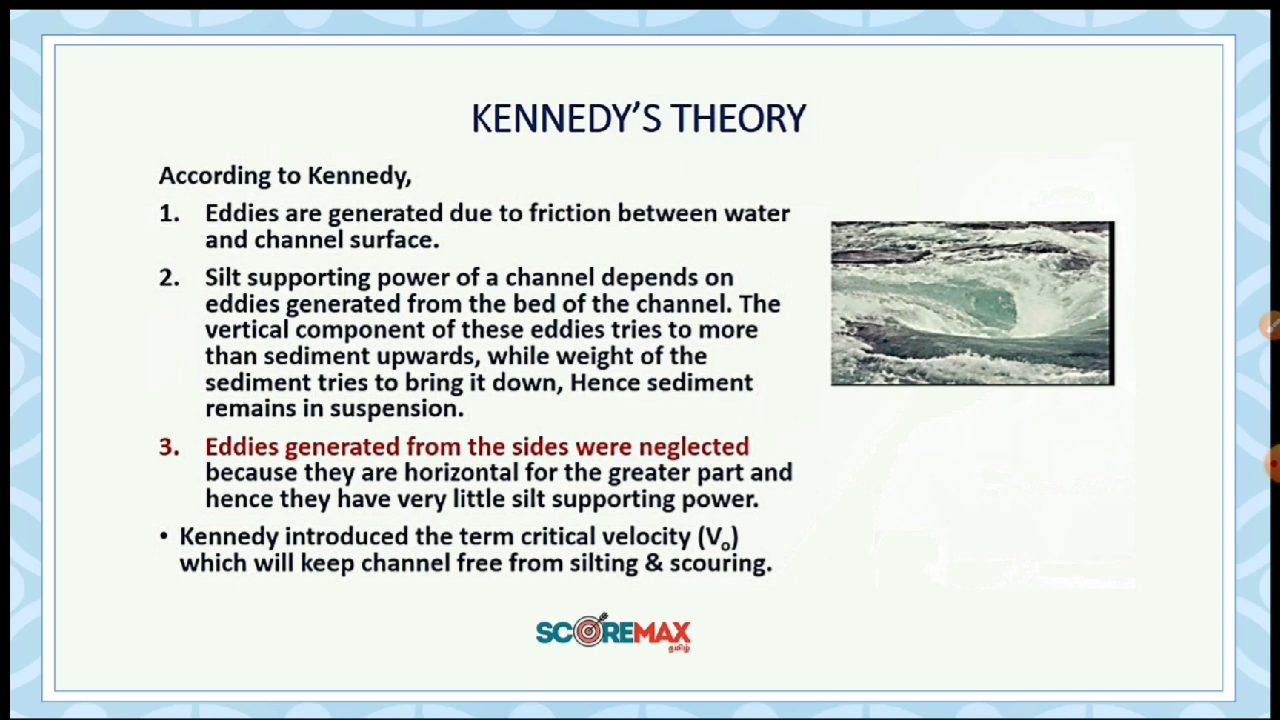 KENNEDY'S THEORY
According to Kennedy,
1. Eddies are generated due to friction between water
and channel surface.
2. Silt supporting power of a channel depends on
eddies generated from the bed of the channel. The
vertical component of these eddies tries to more
than sediment upwards, while weight of the
sediment tries to bring it down, Hence sediment
remains in suspension.
3. Eddies generated from the sides were neglected
because they are horizontal for the greater part and
hence they have very little silt supporting power.
• Kennedy introduced the term critical velocity (Vₒ)
which will keep channel free from silting & scouring.
SCOREMAX
தமிழ்